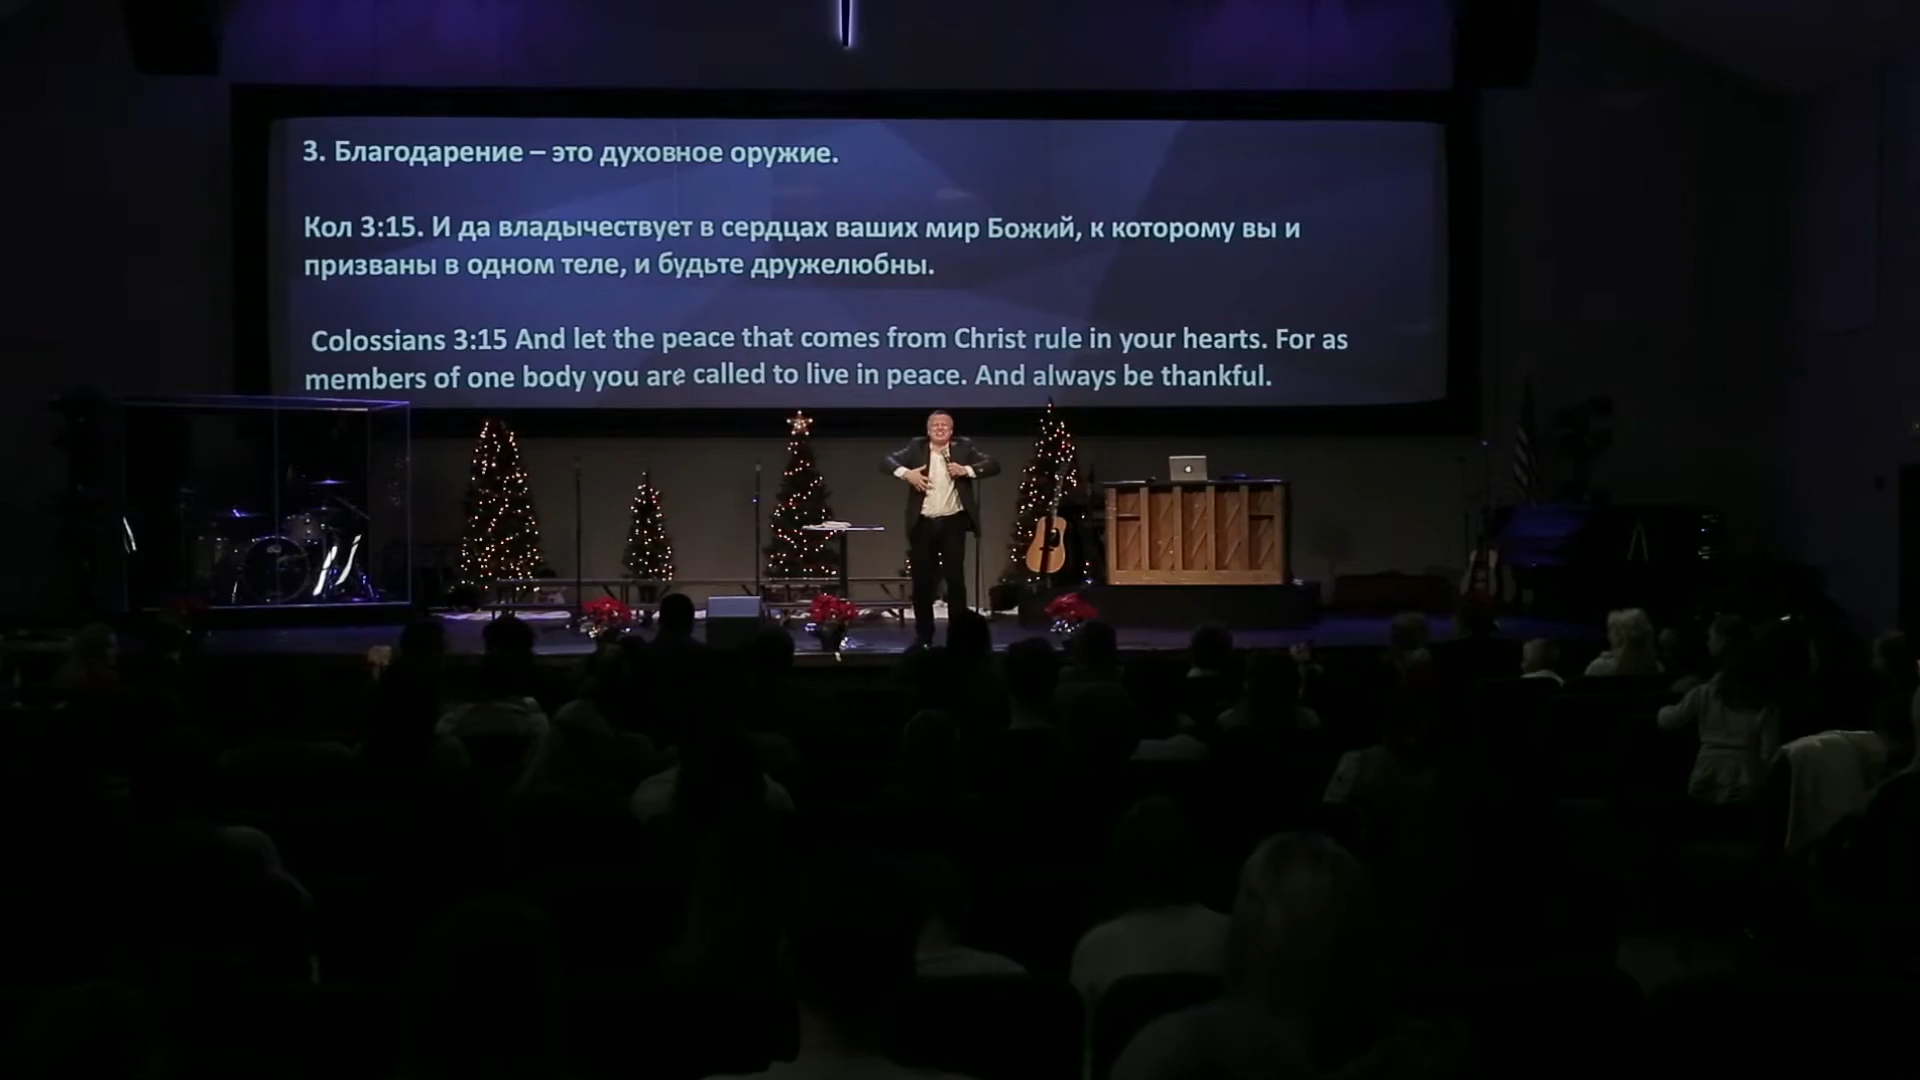 3. Благодарение – это духовное оружие.
Кол 3:15. И да владычествует в сердцах ваших мир Божий, к которому вы и
призваны в одном теле, и будьте дружелюбны.
Colossians 3:15 And let the peace that comes from Christ rule in your hearts. For as
members of one body you are called to live in peace. And always be thankful.